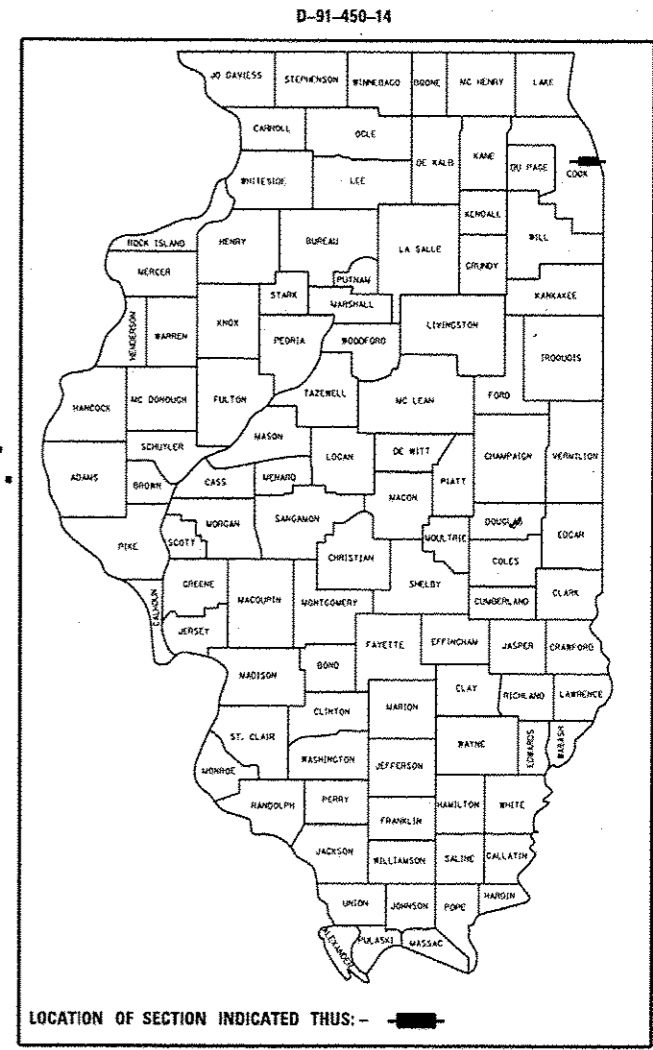 D-91-450-14
JO DAVIESS STEPHENSON WINNEBAGO BOONE MC HENRY LAKE
CARROLL OGLE
DE KALB KANE DU PAGE COOK
WHITESIDE LEE
KENDALL
ROCK ISLAND HENRY BUREAU LA SALLE WILL
MERCER PUTNAM GRUNDY
STARK MARSHALL KANKAKEE
HENDERSON WARREN KNOX PEORIA WOODFORD LIVINGSTON IROQUOIS
HANCOCK MC DONOUGH FULTON TAZEWELL MC LEAN FORD
SCHUYLER MASON LOGAN DE WITT CHAMPAIGN VERMILION
ADAMS BROWN CASS MENARD MACON PIATT
PIKE SCOTT MORGAN SANGAMON CHRISTIAN MOULTRIE DOUGLAS EDGAR
COLES
CALHOUN GREENE MACOUPIN MONTGOMERY SHELBY CUMBERLAND CLARK
JERSEY
FAYETTE EFFINGHAM JASPER CRAWFORD
MADISON BOND CLAY RICHLAND LAWRENCE
CLINTON MARION
ST. CLAIR WAYNE EDWARDS WABASH
MONROE WASHINGTON JEFFERSON
RANDOLPH PERRY HAMILTON WHITE
FRANKLIN
JACKSON WILLIAMSON SALINE GALLATIN
UNION JOHNSON POPE HARDIN
ALEXANDER PULASKI MASSAC
LOCATION OF SECTION INDICATED THUS: -